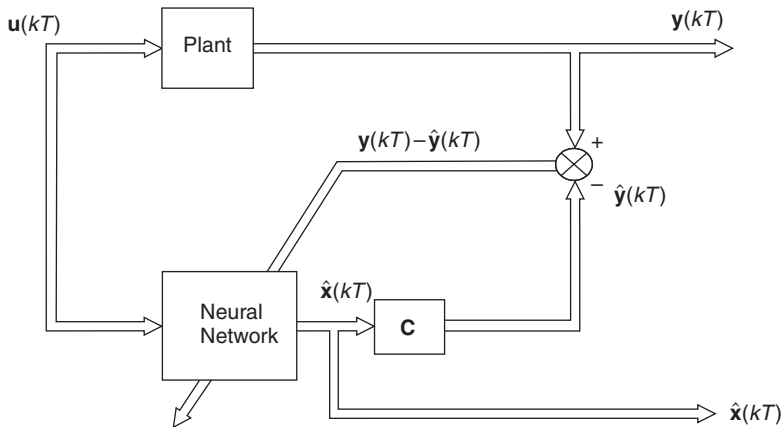 u(kT)
Plant
y(kT)
y(kT)−ŷ(kT)
+
−
ŷ(kT)
Neural
Network
x̂(kT)
C
x̂(kT)